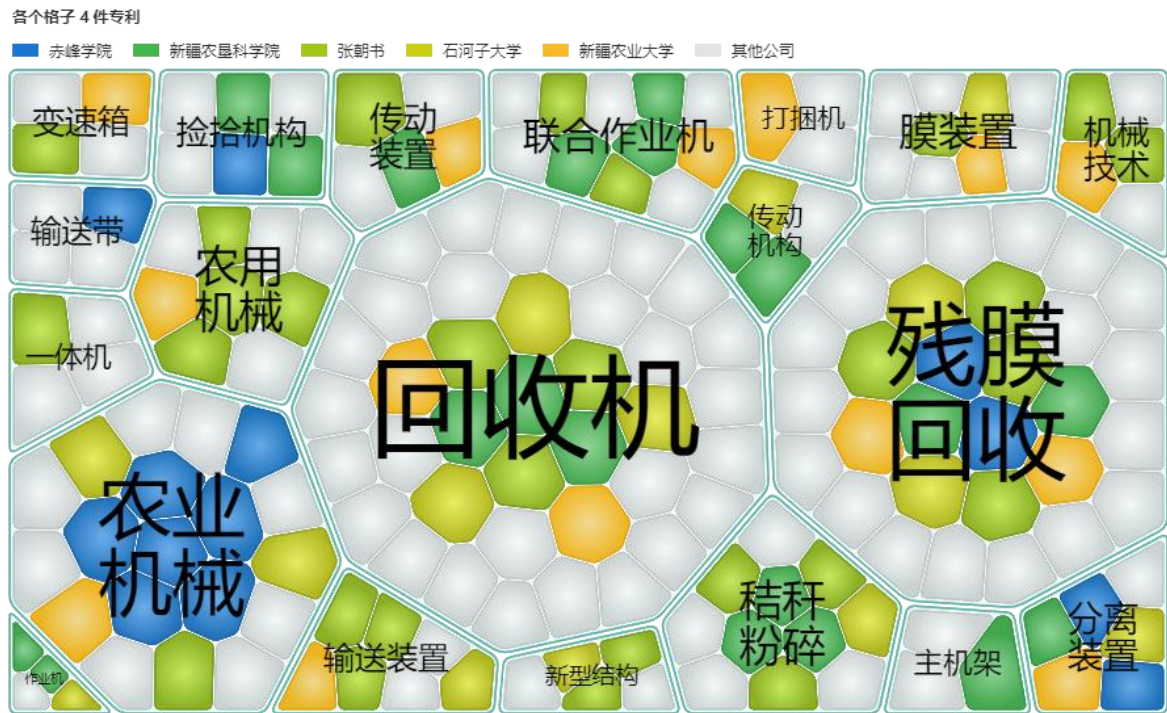 各个格子 4 件专利
赤峰学院 新疆农垦科学院 张朝书 石河子大学 新疆农业大学 其他公司
变速箱
捡拾机构
传动
装置
联合作业机
打捆机
膜装置
机械
技术
输送带
农用
机械
传动
机构
一体机
回收机
残膜
回收
农业
机械
秸秆
粉碎
输送装置
新型结构
主机架
分离
装置
作业机